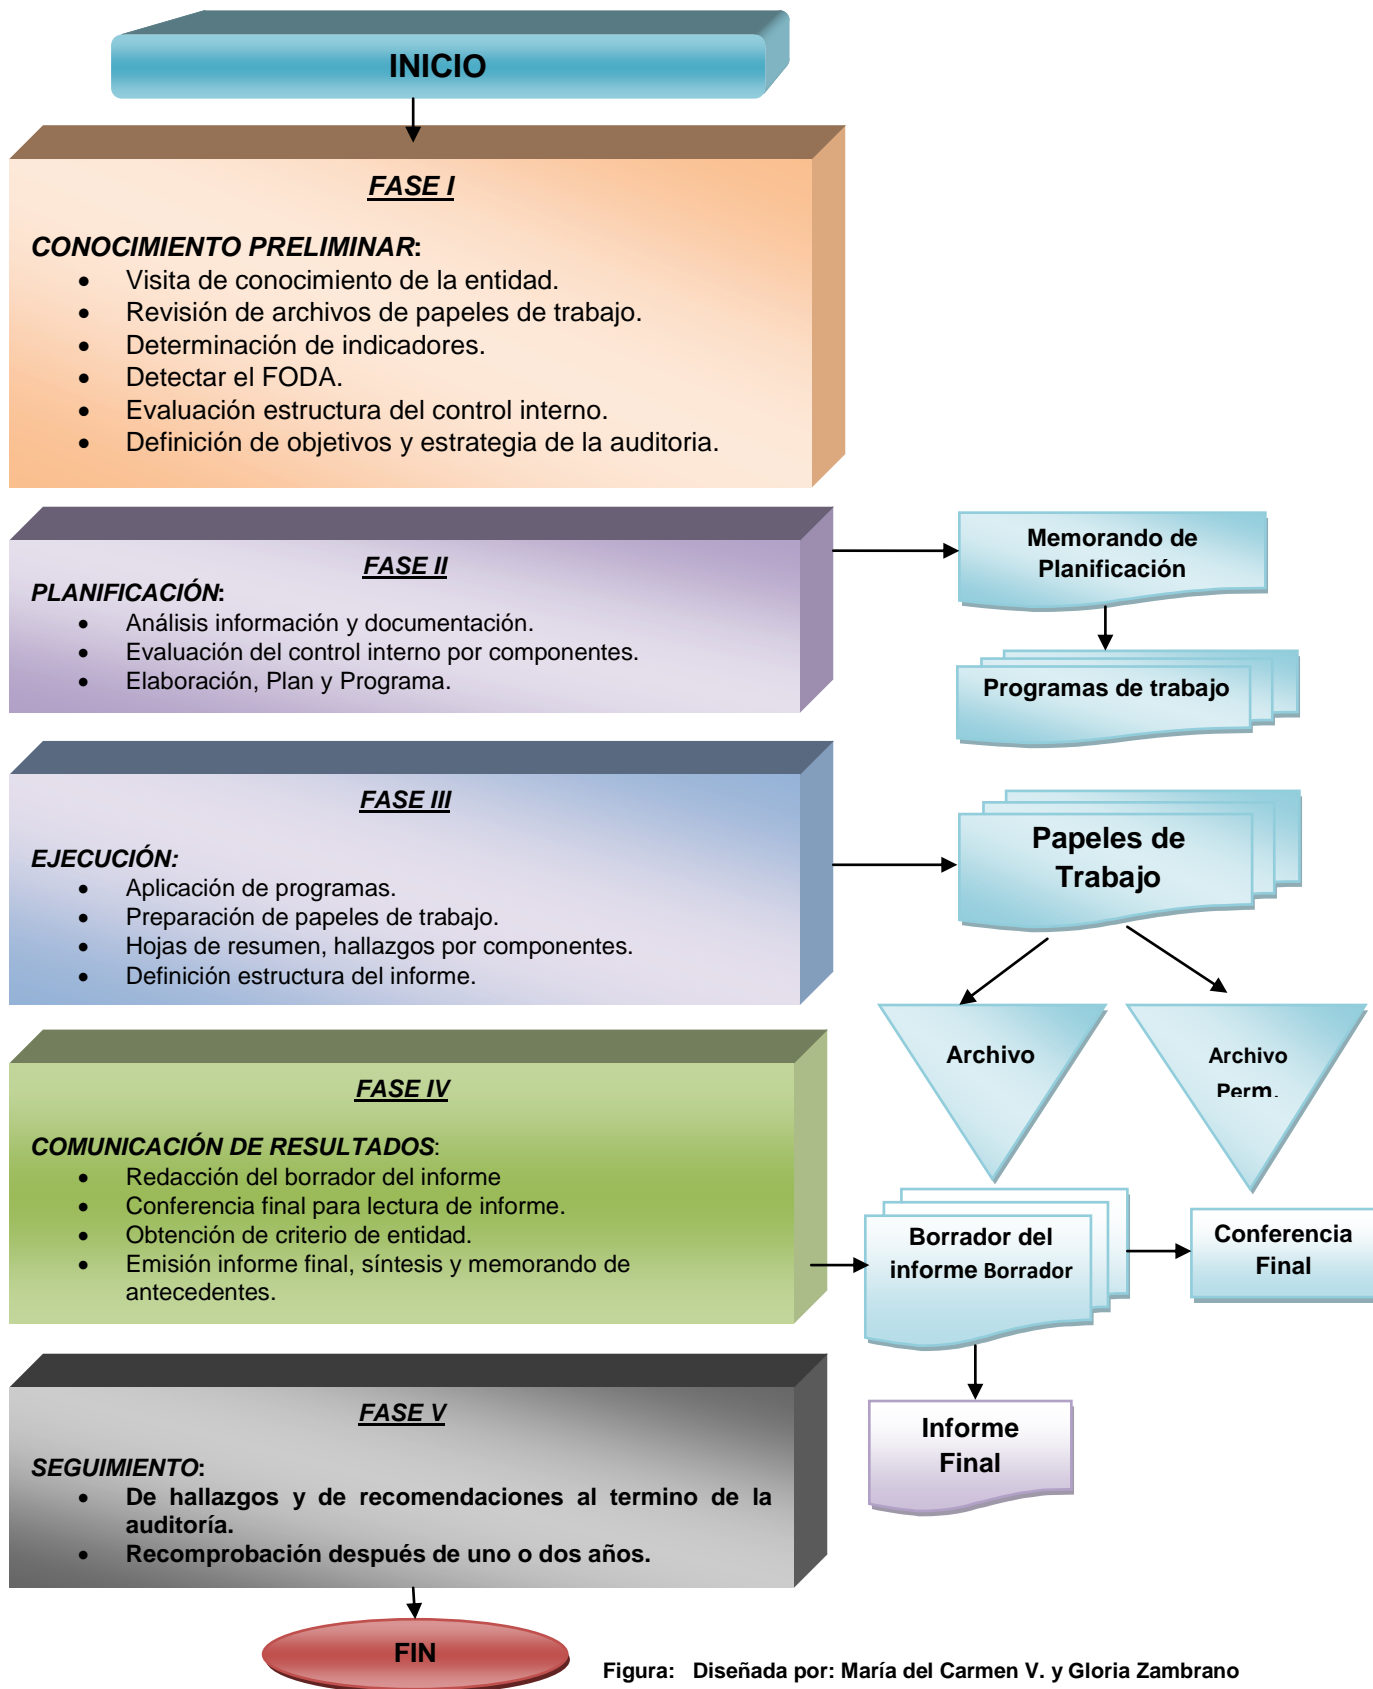 INICIO
FASE I
CONOCIMIENTO PRELIMINAR:
• Visita de conocimiento de la entidad.
• Revisión de archivos de papeles de trabajo.
• Determinación de indicadores.
• Detectar el FODA.
• Evaluación estructura del control interno.
• Definición de objetivos y estrategia de la auditoria.
FASE II
PLANIFICACIÓN:
• Análisis información y documentación.
• Evaluación del control interno por componentes.
• Elaboración, Plan y Programa.
Memorando de
Planificación
Programas de trabajo
FASE III
EJECUCIÓN:
• Aplicación de programas.
• Preparación de papeles de trabajo.
• Hojas de resumen, hallazgos por componentes.
• Definición estructura del informe.
Papeles de
Trabajo
Archivo
Archivo
Perm.
FASE IV
COMUNICACIÓN DE RESULTADOS:
• Redacción del borrador del informe
• Conferencia final para lectura de informe.
• Obtención de criterio de entidad.
• Emisión informe final, síntesis y memorando de
antecedentes.
Borrador del
informe Borrador
Conferencia
Final
Informe
Final
FASE V
SEGUIMIENTO:
• De hallazgos y de recomendaciones al termino de la
auditoría.
• Recomprobación después de uno o dos años.
FIN
Figura: Diseñada por: María del Carmen V. y Gloria Zambrano